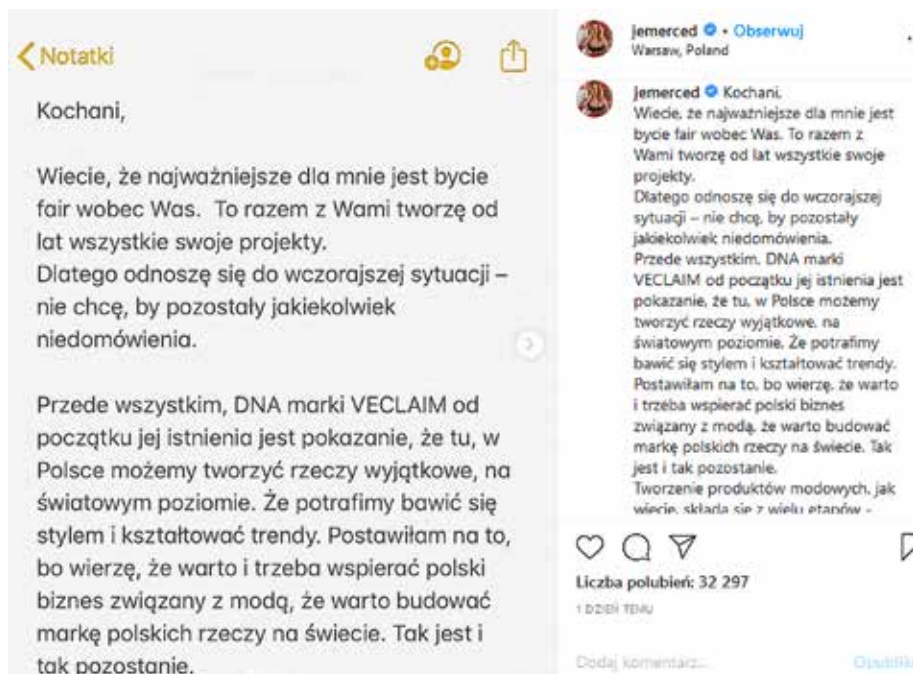 Notatki
Kochani,
Wiecie, że najważniejsze dla mnie jest bycie
fair wobec Was. To razem z Wami tworzę od
lat wszystkie swoje projekty.
Dlatego odnoszę się do wczorajszej sytuacji –
nie chcę, by pozostały jakiekolwiek
niedomówienia.
Przede wszystkim, DNA marki VECLAIM od
początku jej istnienia jest pokazanie, że tu, w
Polsce możemy tworzyć rzeczy wyjątkowe, na
światowym poziomie. Że potrafimy bawić się
stylem i kształtować trendy. Postawiłam na to,
bo wierzę, że warto i trzeba wspierać polski
biznes związany z modą, że warto budować
markę polskich rzeczy na świecie. Tak jest i
tak pozostanie.
jemerced • Obserwuj
Warsaw, Poland
jemerced Kochani,
Wiecie, że najważniejsze dla mnie jest
bycie fair wobec Was. To razem z
Wami tworzę od lat wszystkie swoje
projekty.
Dlatego odnoszę się do wczorajszej
sytuacji – nie chcę, by pozostały
jakiekolwiek niedomówienia.
Przede wszystkim, DNA marki
VECLAIM od początku jej istnienia jest
pokazanie, że tu, w Polsce możemy
tworzyć rzeczy wyjątkowe, na
światowym poziomie. Że potrafimy
bawić się stylem i kształtować trendy.
Postawiłam na to, bo wierzę, że warto
i trzeba wspierać polski biznes
związany z modą, że warto budować
markę polskich rzeczy na świecie. Tak
jest i tak pozostanie.
Tworzenie produktów modowych, jak
wiecie, składa się z wielu etapów –
Liczba polubień: 32 297
1 DZIEŃ TEMU
Dodaj komentarz...
Opublikuj